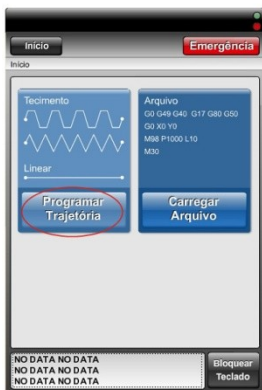 Início
Emergência
Início
Tecimento
Linear
Programar
Trajetória
Arquivo
G0 G49 G40 G17 G80 G50
G0 X0 Y0
M98 P1000 L10
M30
Carregar
Arquivo
NO DATA NO DATA
NO DATA NO DATA
NO DATA NO DATA
Bloquear
Teclado